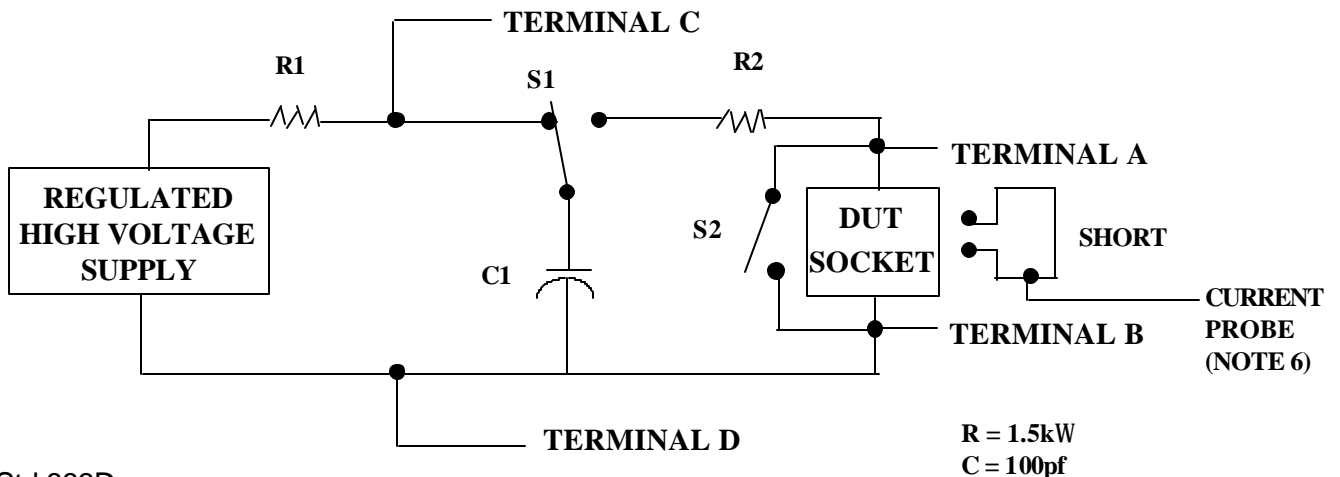 TERMINAL C
R1
S1
R2
TERMINAL A
REGULATED
HIGH VOLTAGE
SUPPLY
S2
DUT
SOCKET
SHORT
C1
CURRENT
PROBE
(NOTE 6)
TERMINAL B
TERMINAL D
R = 1.5kW
C = 100pf